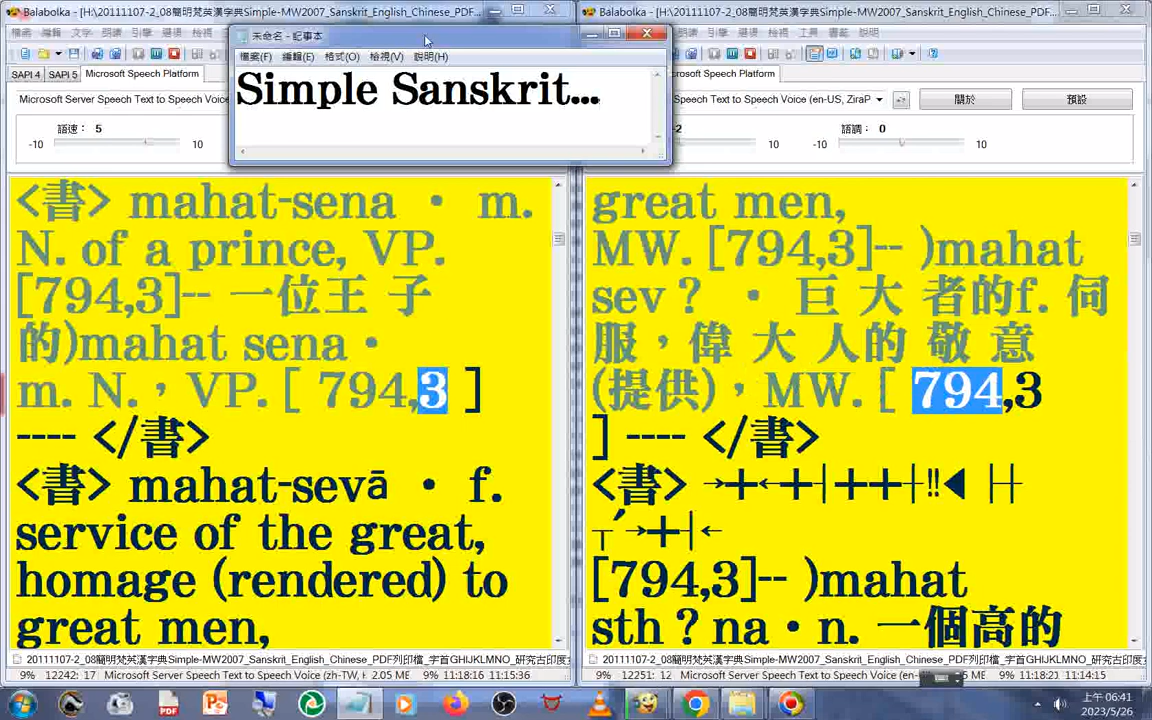 Balabolka - [H:\20111107-2_08簡明梵英漢字典Simple-MW2007_Sanskrit_English_Chinese_PDF...
Balabolka - [H:\20111107-2_08簡明梵英漢字典Simple-MW2007_Sanskrit_English_Chinese_PDF...
未命名 - 記事本
檔案(F) 編輯(E) 格式(O) 檢視(V) 說明(H)
Simple Sanskrit...
SAPI 4 SAPI 5 Microsoft Speech Platform
Speech Platform
Microsoft Server Speech Text to Speech Voice
Speech Text to Speech Voice (en-US, ZiraP
關於 預設
語速： 5
-2 語調： 0
-10 10
10 -10 10
<書> mahat-sena • m.
N. of a prince, VP.
[794,3]-- 一位王 子
的)mahat sena •
m. N.，VP. [ 794,3 ]
---- </書>
<書> mahat-sevā • f.
service of the great,
homage (rendered) to
great men,
great men,
MW. [794,3]-- )mahat
sev？ • 巨 大 者的f. 伺
服，偉 大 人的 敬 意
(提供)，MW. [ 794,3
] ---- </書>
<書> →+←+┤++┤‼◀ ├┼
┬′→+┤←
[794,3]-- )mahat
sth？na • n. 一個高的
20111107-2_08簡明梵英漢字典Simple-MW2007_Sanskrit_English_Chinese_PDF列印檔_字首GHIJKLMNO_研究古印度
20111107-2_08簡明梵英漢字典Simple-MW2007_Sanskrit_English_Chinese_PDF列印檔_字首GHIJKLMNO_研究古印度
9% 12242: 17 Microsoft Server Speech Text to Speech Voice (zh-TW, 2.05 ME 9% 11:18:16 11:15:36
9% 12251: Microsoft Server Speech Text to Speech Voice (en-U ME 9% 11:18:21 11:14:15
上午 06:41
2023/5/26